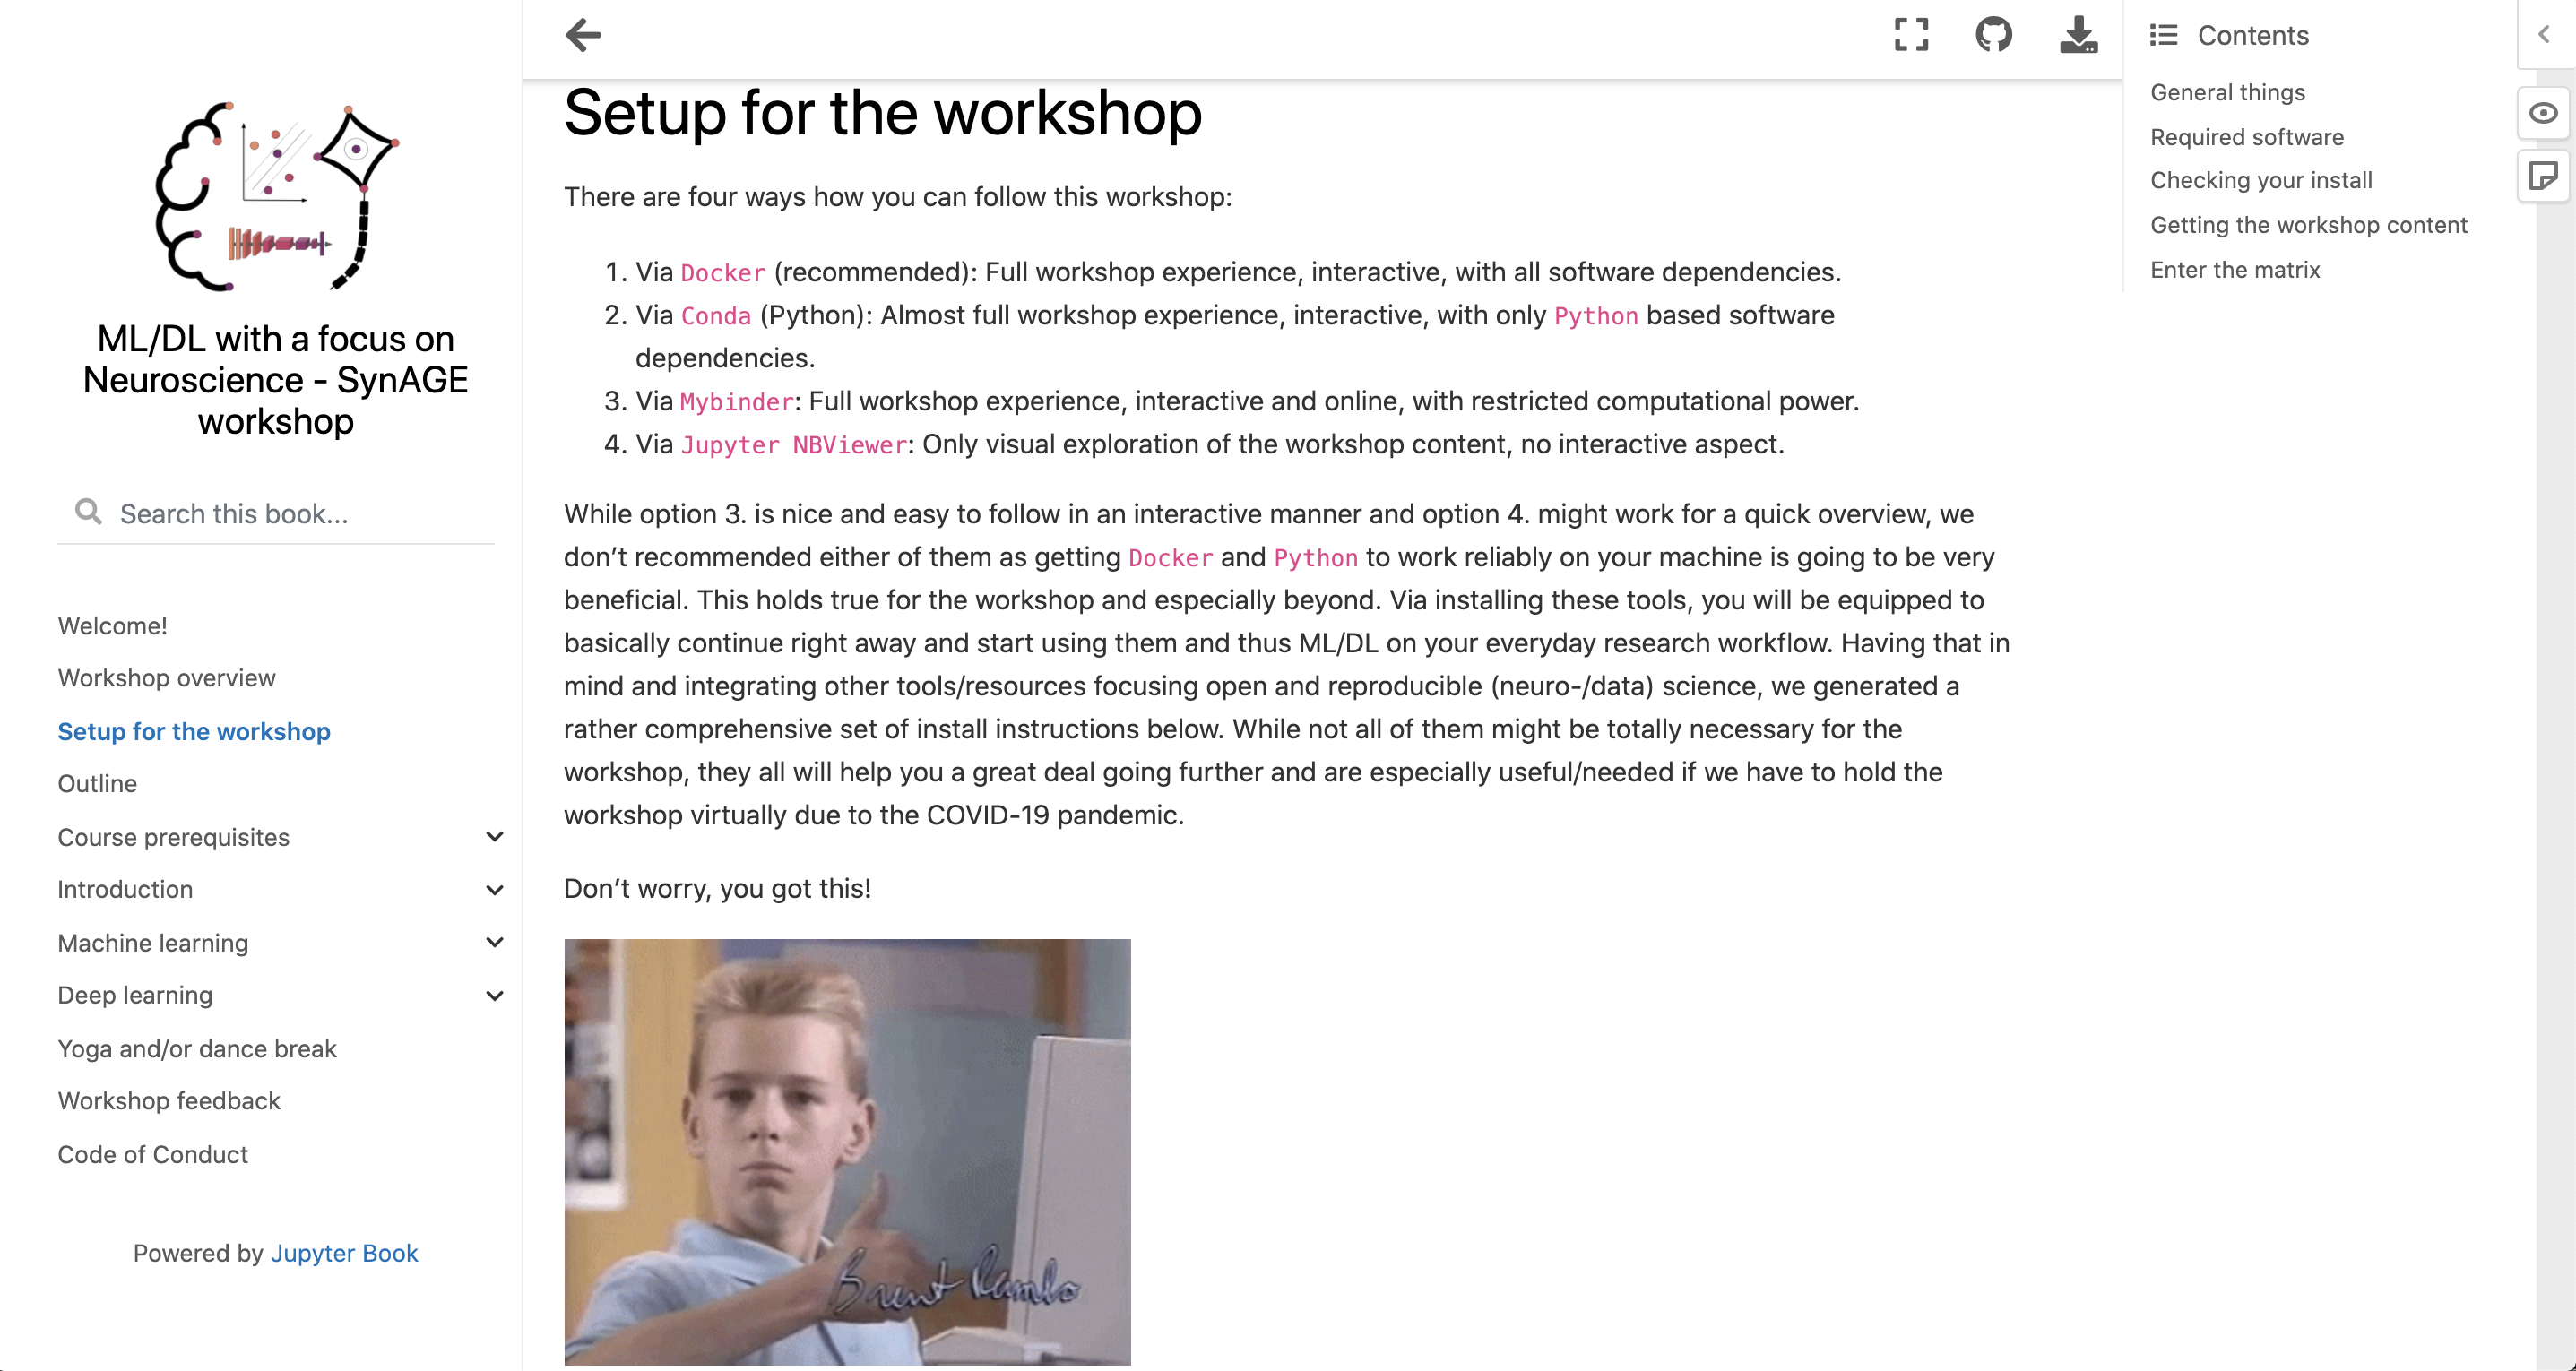 ML/DL with a focus on
Neuroscience - SynAGE
workshop
Search this book...
Welcome!
Workshop overview
Setup for the workshop
Outline
Course prerequisites
Introduction
Machine learning
Deep learning
Yoga and/or dance break
Workshop feedback
Code of Conduct
Powered by Jupyter Book
Setup for the workshop
There are four ways how you can follow this workshop:
1. Via Docker (recommended): Full workshop experience, interactive, with all software dependencies.
2. Via Conda (Python): Almost full workshop experience, interactive, with only Python based software
dependencies.
3. Via Mybinder: Full workshop experience, interactive and online, with restricted computational power.
4. Via Jupyter NBViewer: Only visual exploration of the workshop content, no interactive aspect.
While option 3. is nice and easy to follow in an interactive manner and option 4. might work for a quick overview, we
don’t recommended either of them as getting Docker and Python to work reliably on your machine is going to be very
beneficial. This holds true for the workshop and especially beyond. Via installing these tools, you will be equipped to
basically continue right away and start using them and thus ML/DL on your everyday research workflow. Having that in
mind and integrating other tools/resources focusing open and reproducible (neuro-/data) science, we generated a
rather comprehensive set of install instructions below. While not all of them might be totally necessary for the
workshop, they all will help you a great deal going further and are especially useful/needed if we have to hold the
workshop virtually due to the COVID-19 pandemic.
Don’t worry, you got this!
Brent Rambo
Contents
General things
Required software
Checking your install
Getting the workshop content
Enter the matrix